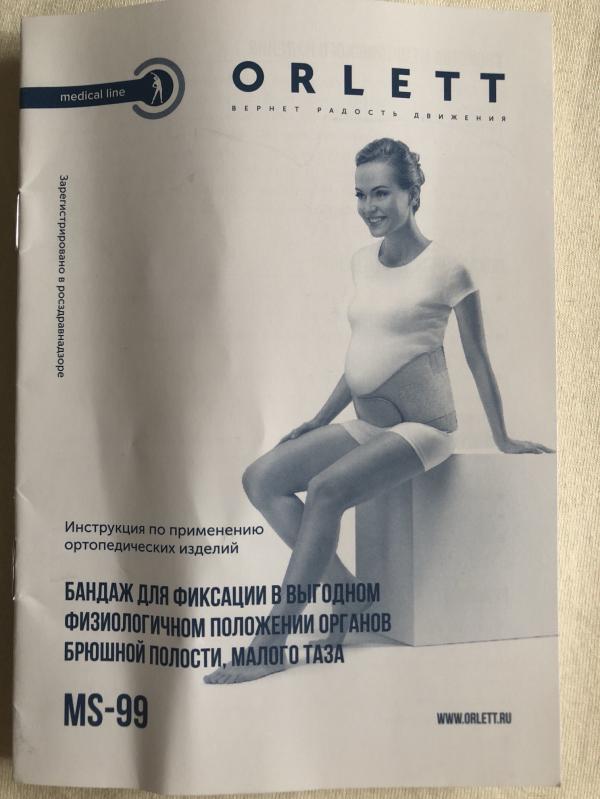 medical line
ORLETT
ВЕРНЕТ РАДОСТЬ ДВИЖЕНИЯ
Зарегистрировано в росздравнадзоре
Инструкция по применению
ортопедических изделий
БАНДАЖ ДЛЯ ФИКСАЦИИ В ВЫГОДНОМ
ФИЗИОЛОГИЧНОМ ПОЛОЖЕНИИ ОРГАНОВ
БРЮШНОЙ ПОЛОСТИ, МАЛОГО ТАЗА
MS-99
WWW.ORLETT.RU